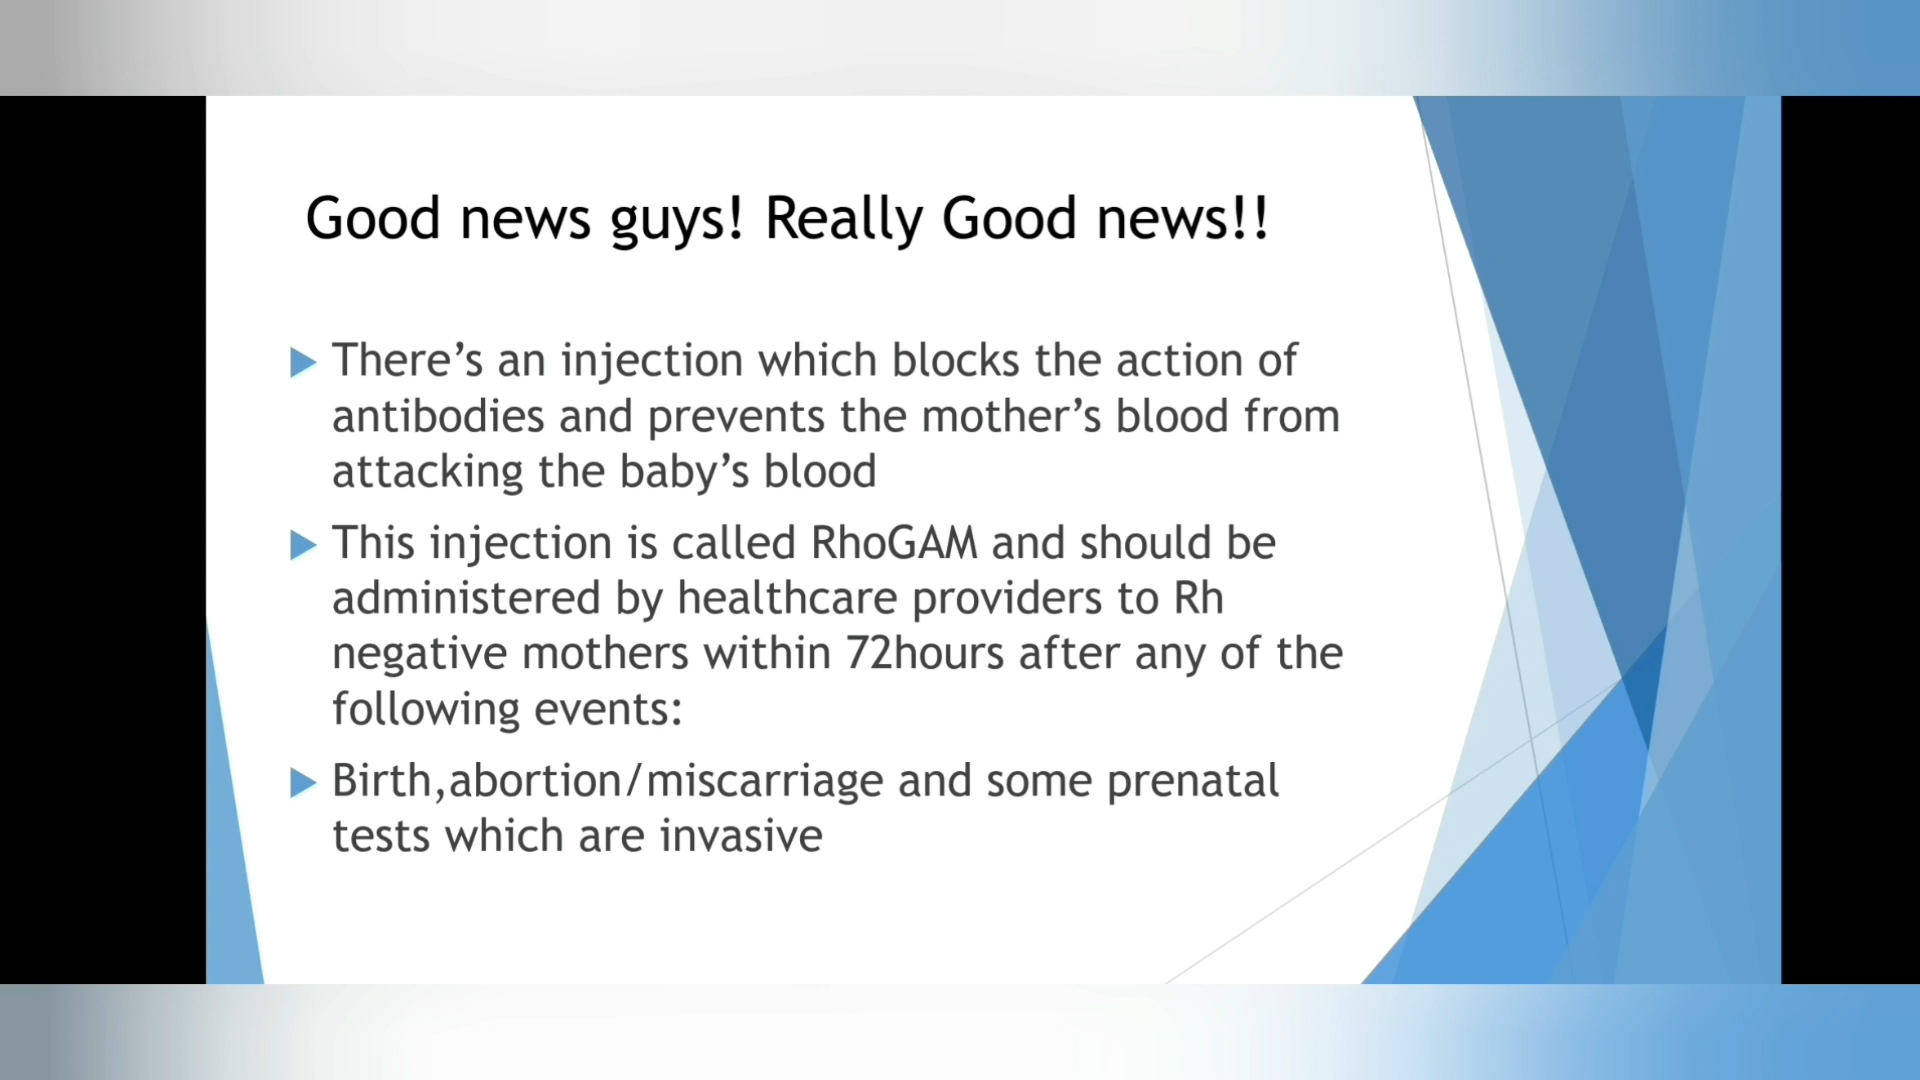 Good news guys! Really Good news!!
There’s an injection which blocks the action of
antibodies and prevents the mother’s blood from
attacking the baby’s blood
This injection is called RhoGAM and should be
administered by healthcare providers to Rh
negative mothers within 72hours after any of the
following events:
Birth,abortion/miscarriage and some prenatal
tests which are invasive